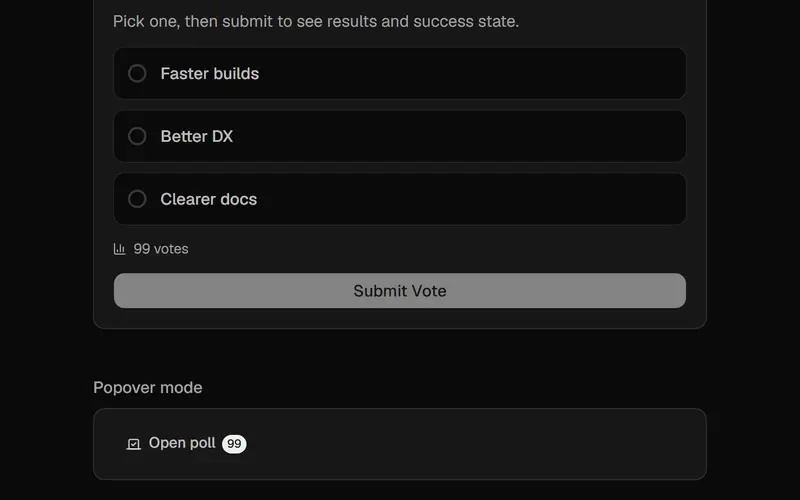 Pick one, then submit to see results and success state.
Faster builds
Better DX
Clearer docs
99 votes
Submit Vote
Popover mode
Open poll 99